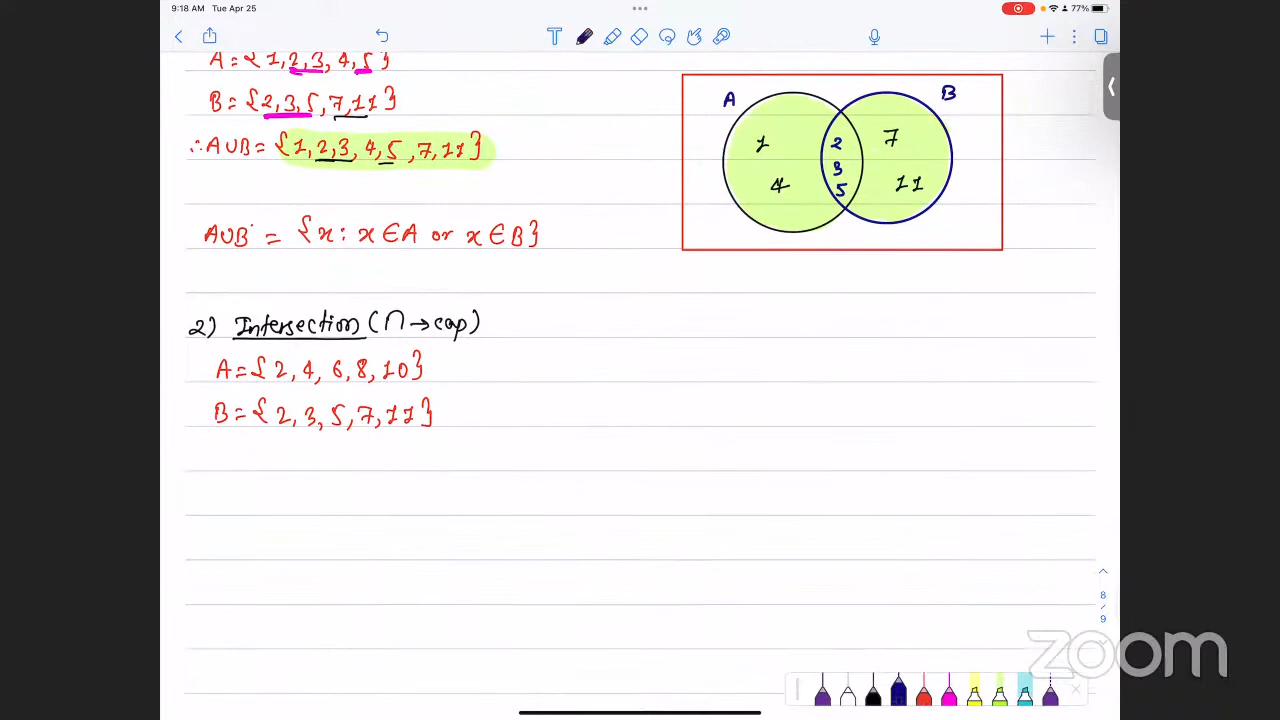 9:18 AM Tue Apr 25
77%
A = {1, 2, 3, 4, 5}
B = {2, 3, 5, 7, 11}
∴ A∪B = {1, 2, 3, 4, 5, 7, 11}
A∪B = {x : x ∈ A or x ∈ B}
A B
1 2 7
3
4 5 11
2) Intersection (∩ → cap)
A = {2, 4, 6, 8, 10}
B = {2, 3, 5, 7, 11}
8
/
9
zoom